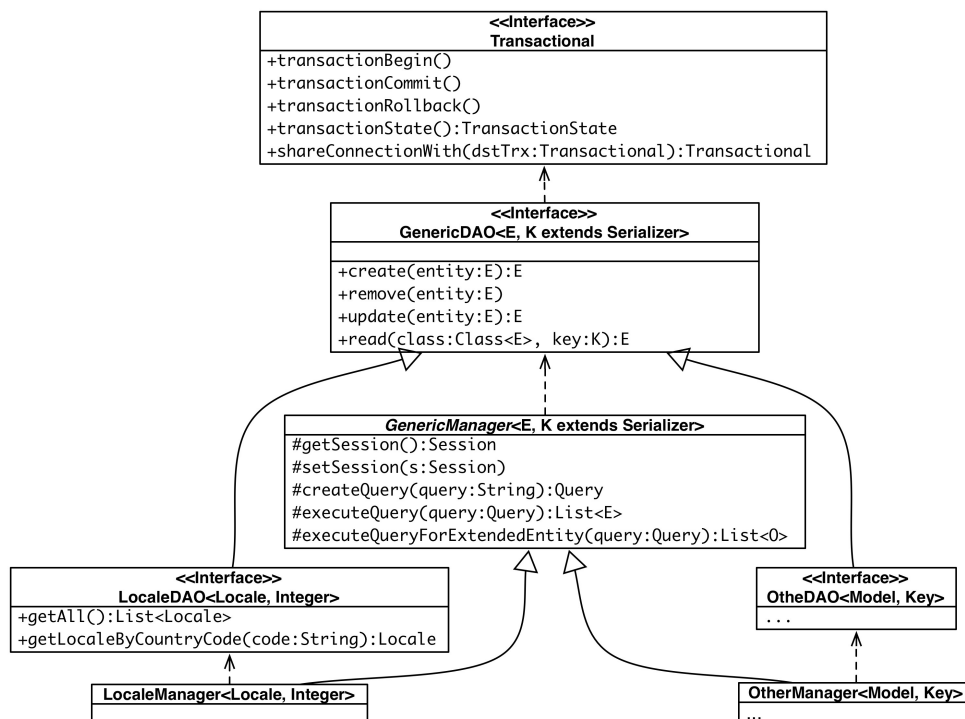 <<Interface>>
Transactional
+transactionBegin()
+transactionCommit()
+transactionRollback()
+transactionState():TransactionState
+shareConnectionWith(dstTrx:Transactional):Transactional
<<Interface>>
GenericDAO<E, K extends Serializer>
+create(entity:E):E
+remove(entity:E)
+update(entity:E):E
+read(class:Class<E>, key:K):E
GenericManager<E, K extends Serializer>
#getSession():Session
#setSession(s:Session)
#createQuery(query:String):Query
#executeQuery(query:Query):List<E>
#executeQueryForExtendedEntity(query:Query):List<O>
<<Interface>>
LocaleDAO<Locale, Integer>
+getAll():List<Locale>
+getLocaleByCountryCode(code:String):Locale
<<Interface>>
OtheDAO<Model, Key>
...
LocaleManager<Locale, Integer>
OtherManager<Model, Key>
...